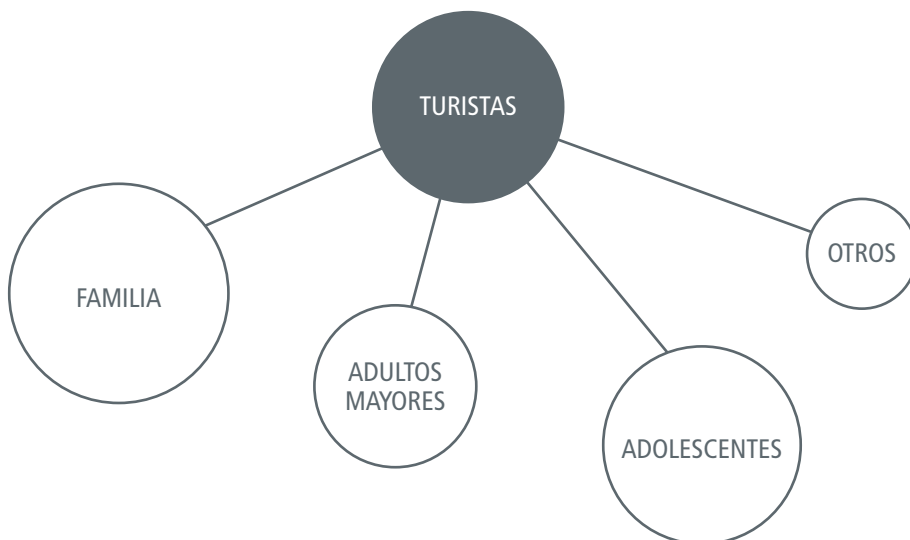 TURISTAS
OTROS
FAMILIA
ADULTOS
MAYORES
ADOLESCENTES